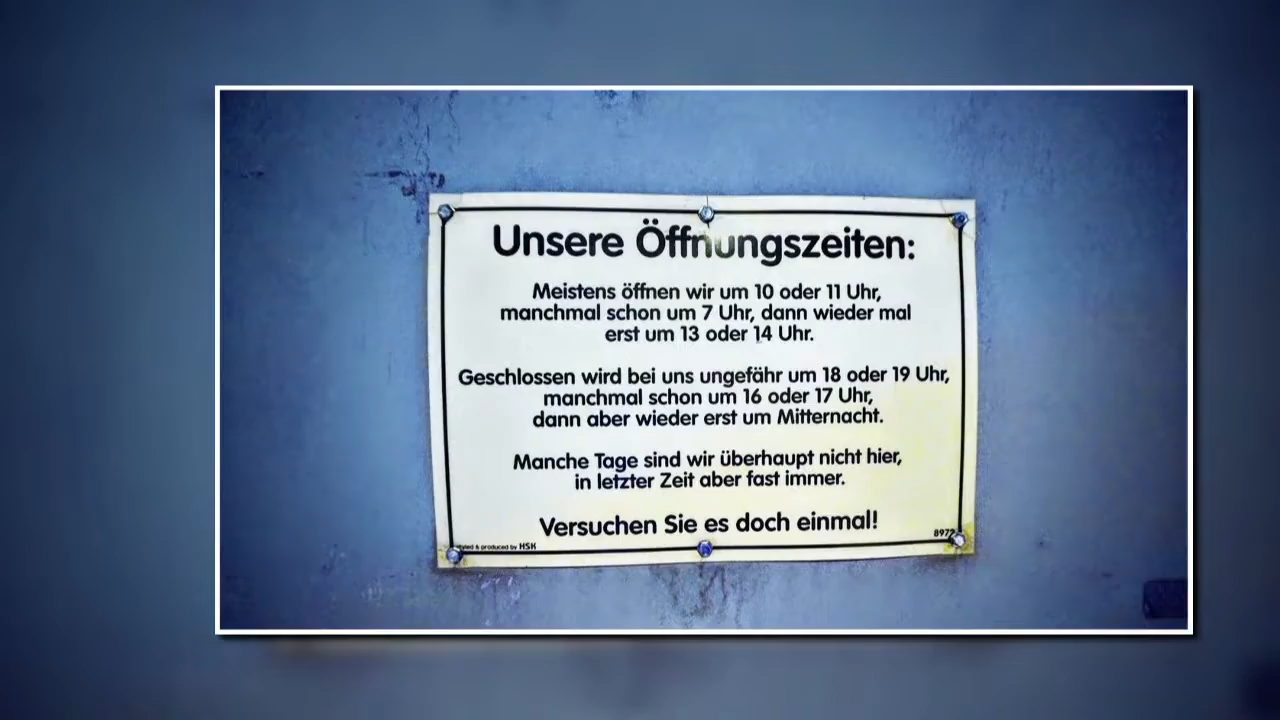 Unsere Öffnungszeiten:
Meistens öffnen wir um 10 oder 11 Uhr,
manchmal schon um 7 Uhr, dann wieder mal
erst um 13 oder 14 Uhr.
Geschlossen wird bei uns ungefähr um 18 oder 19 Uhr,
manchmal schon um 16 oder 17 Uhr,
dann aber wieder erst um Mitternacht.
Manche Tage sind wir überhaupt nicht hier,
in letzter Zeit aber fast immer.
Versuchen Sie es doch einmal!
& produced by HSK